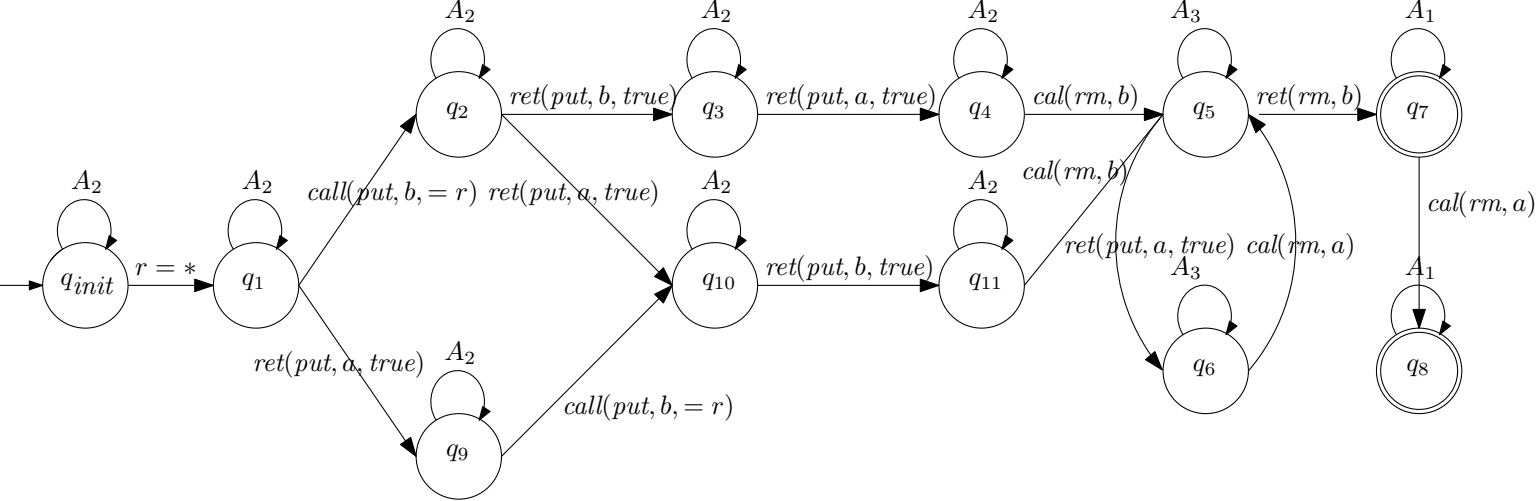 A₂ A₂ A₂ A₃ A₁
q₂ ret(put, b, true) q₃ ret(put, a, true) q₄ cal(rm, b) q₅ ret(rm, b) q₇
A₂ A₂ call(put, b, = r) ret(put, a, true) A₂ A₂ cal(rm, b) cal(rm, a)
q_init r = ∗ q₁ q₁₀ ret(put, b, true) q₁₁ ret(put, a, true) cal(rm, a)
A₃ A₁
ret(put, a, true) A₂ q₆ q₈
call(put, b, = r)
q₉